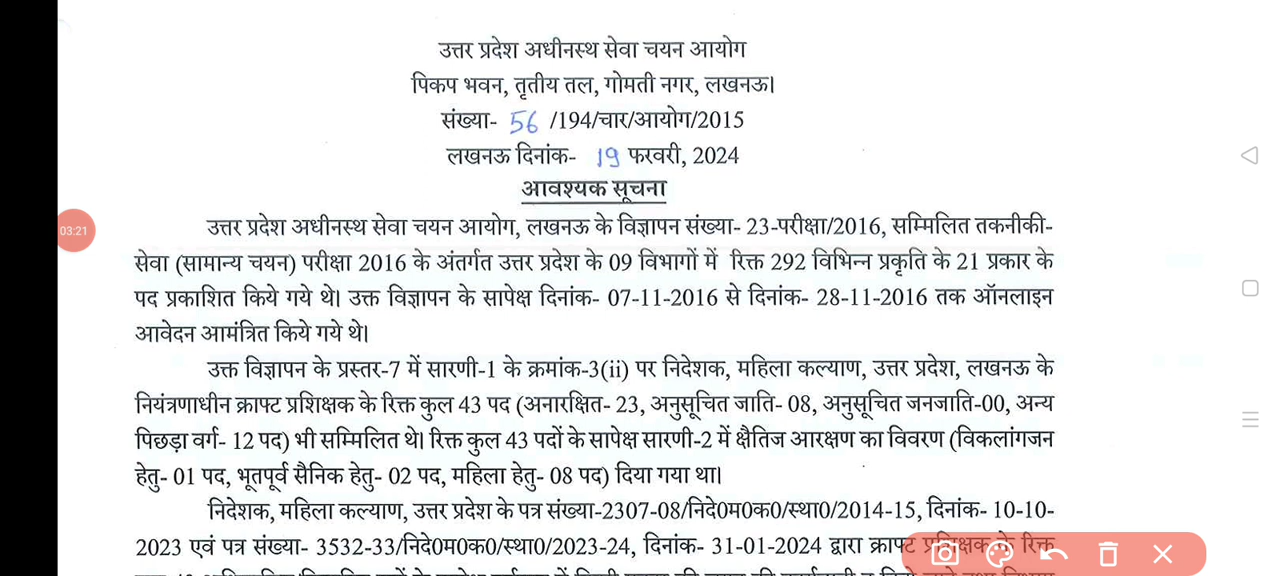 उत्तर प्रदेश अधीनस्थ सेवा चयन आयोग
पिकप भवन, तृतीय तल, गोमती नगर, लखनऊ।
संख्या- 56 /194/चार/आयोग/2015
लखनऊ दिनांक- 19 फरवरी, 2024
आवश्यक सूचना
उत्तर प्रदेश अधीनस्थ सेवा चयन आयोग, लखनऊ के विज्ञापन संख्या- 23-परीक्षा/2016, सम्मिलित तकनीकी-
03:21
सेवा (सामान्य चयन) परीक्षा 2016 के अंतर्गत उत्तर प्रदेश के 09 विभागों में रिक्त 292 विभिन्न प्रकृति के 21 प्रकार के
पद प्रकाशित किये गये थे। उक्त विज्ञापन के सापेक्ष दिनांक- 07-11-2016 से दिनांक- 28-11-2016 तक ऑनलाइन
आवेदन आमंत्रित किये गये थे।
उक्त विज्ञापन के प्रस्तर-7 में सारणी-1 के क्रमांक-3(ii) पर निदेशक, महिला कल्याण, उत्तर प्रदेश, लखनऊ के
नियंत्रणाधीन क्राफ्ट प्रशिक्षक के रिक्त कुल 43 पद (अनारक्षित- 23, अनुसूचित जाति- 08, अनुसूचित जनजाति-00, अन्य
पिछड़ा वर्ग- 12 पद) भी सम्मिलित थे। रिक्त कुल 43 पदों के सापेक्ष सारणी-2 में क्षैतिज आरक्षण का विवरण (विकलांगजन
हेतु- 01 पद, भूतपूर्व सैनिक हेतु- 02 पद, महिला हेतु- 08 पद) दिया गया था।
निदेशक, महिला कल्याण, उत्तर प्रदेश के पत्र संख्या-2307-08/निदे0म0क0/स्था0/2014-15, दिनांक- 10-10-
2023 एवं पत्र संख्या- 3532-33/निदे0म0क0/स्था0/2023-24, दिनांक- 31-01-2024 द्वारा क्राफ्ट प्रशिक्षक के रिक्त